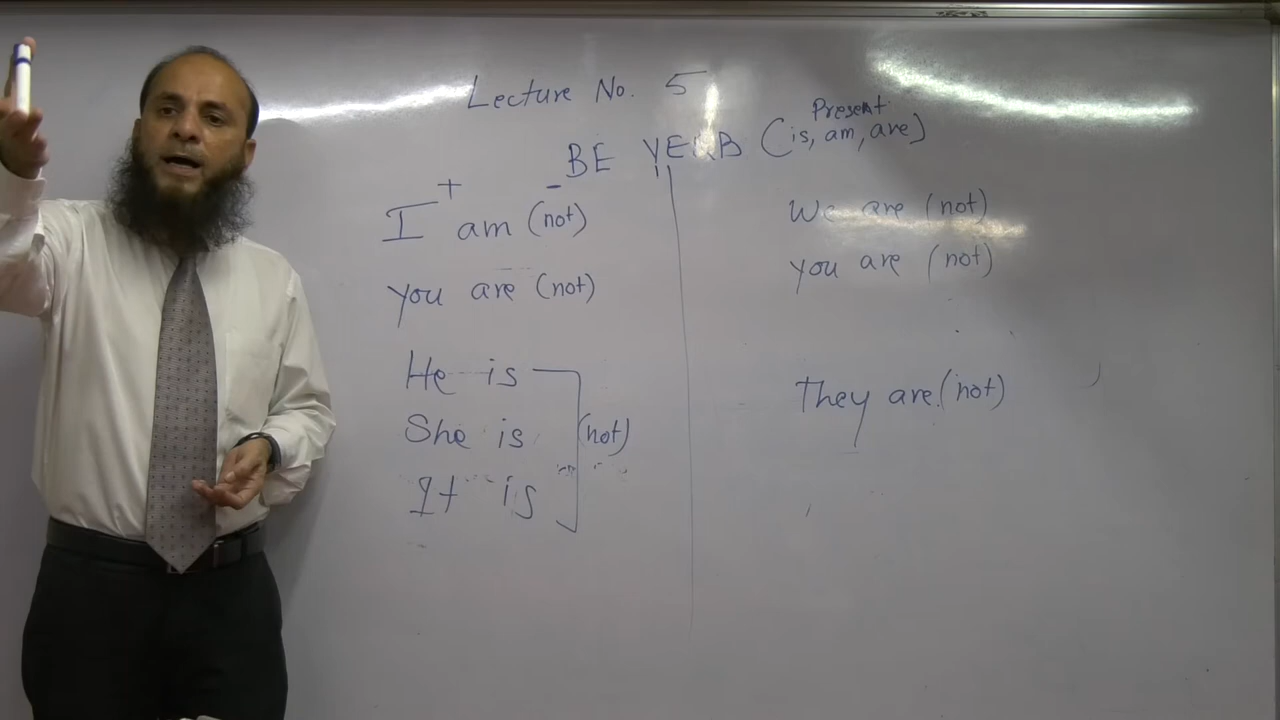 Lecture No. 5
Present
BE VERB (is, am, are)
+ -
I am (not)
you are (not)
He is
She is (not)
It is
We are (not)
you are (not)
They are (not)